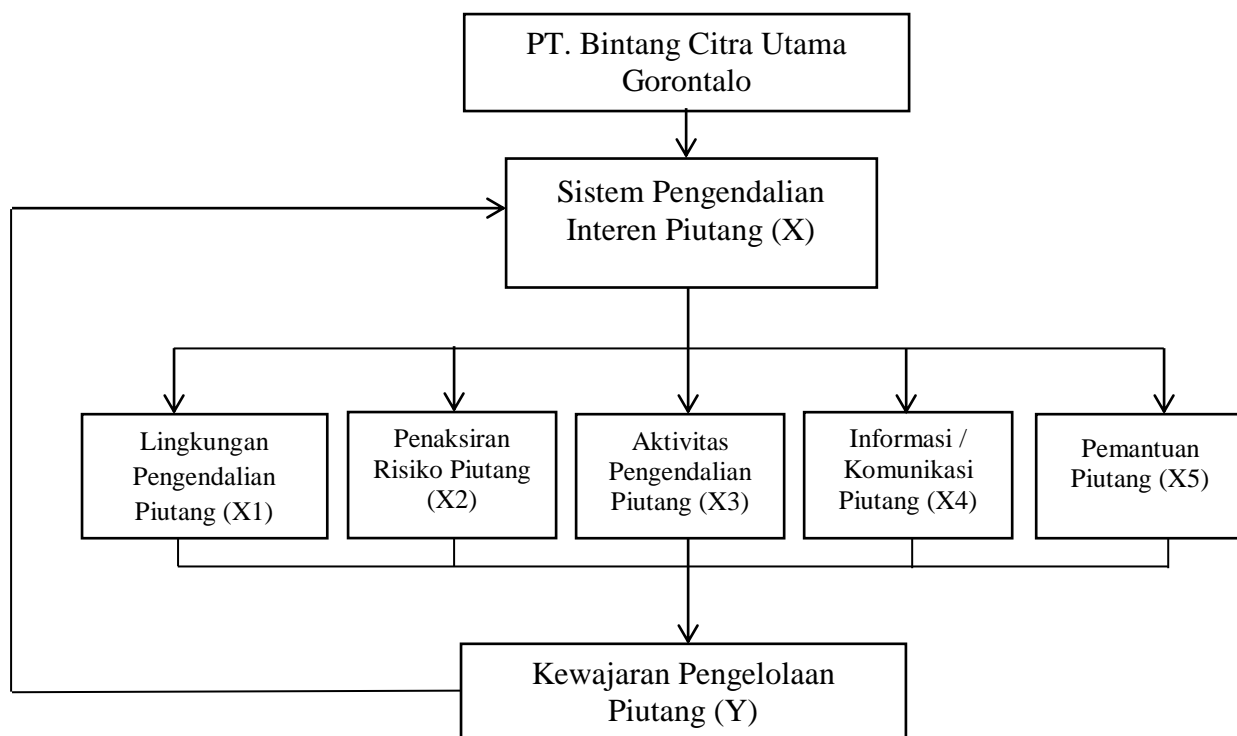 PT. Bintang Citra Utama
Gorontalo
Sistem Pengendalian
Interen Piutang (X)
Lingkungan
Pengendalian
Piutang (X1)
Penaksiran
Risiko Piutang
(X2)
Aktivitas
Pengendalian
Piutang (X3)
Informasi /
Komunikasi
Piutang (X4)
Pemantuan
Piutang (X5)
Kewajaran Pengelolaan
Piutang (Y)